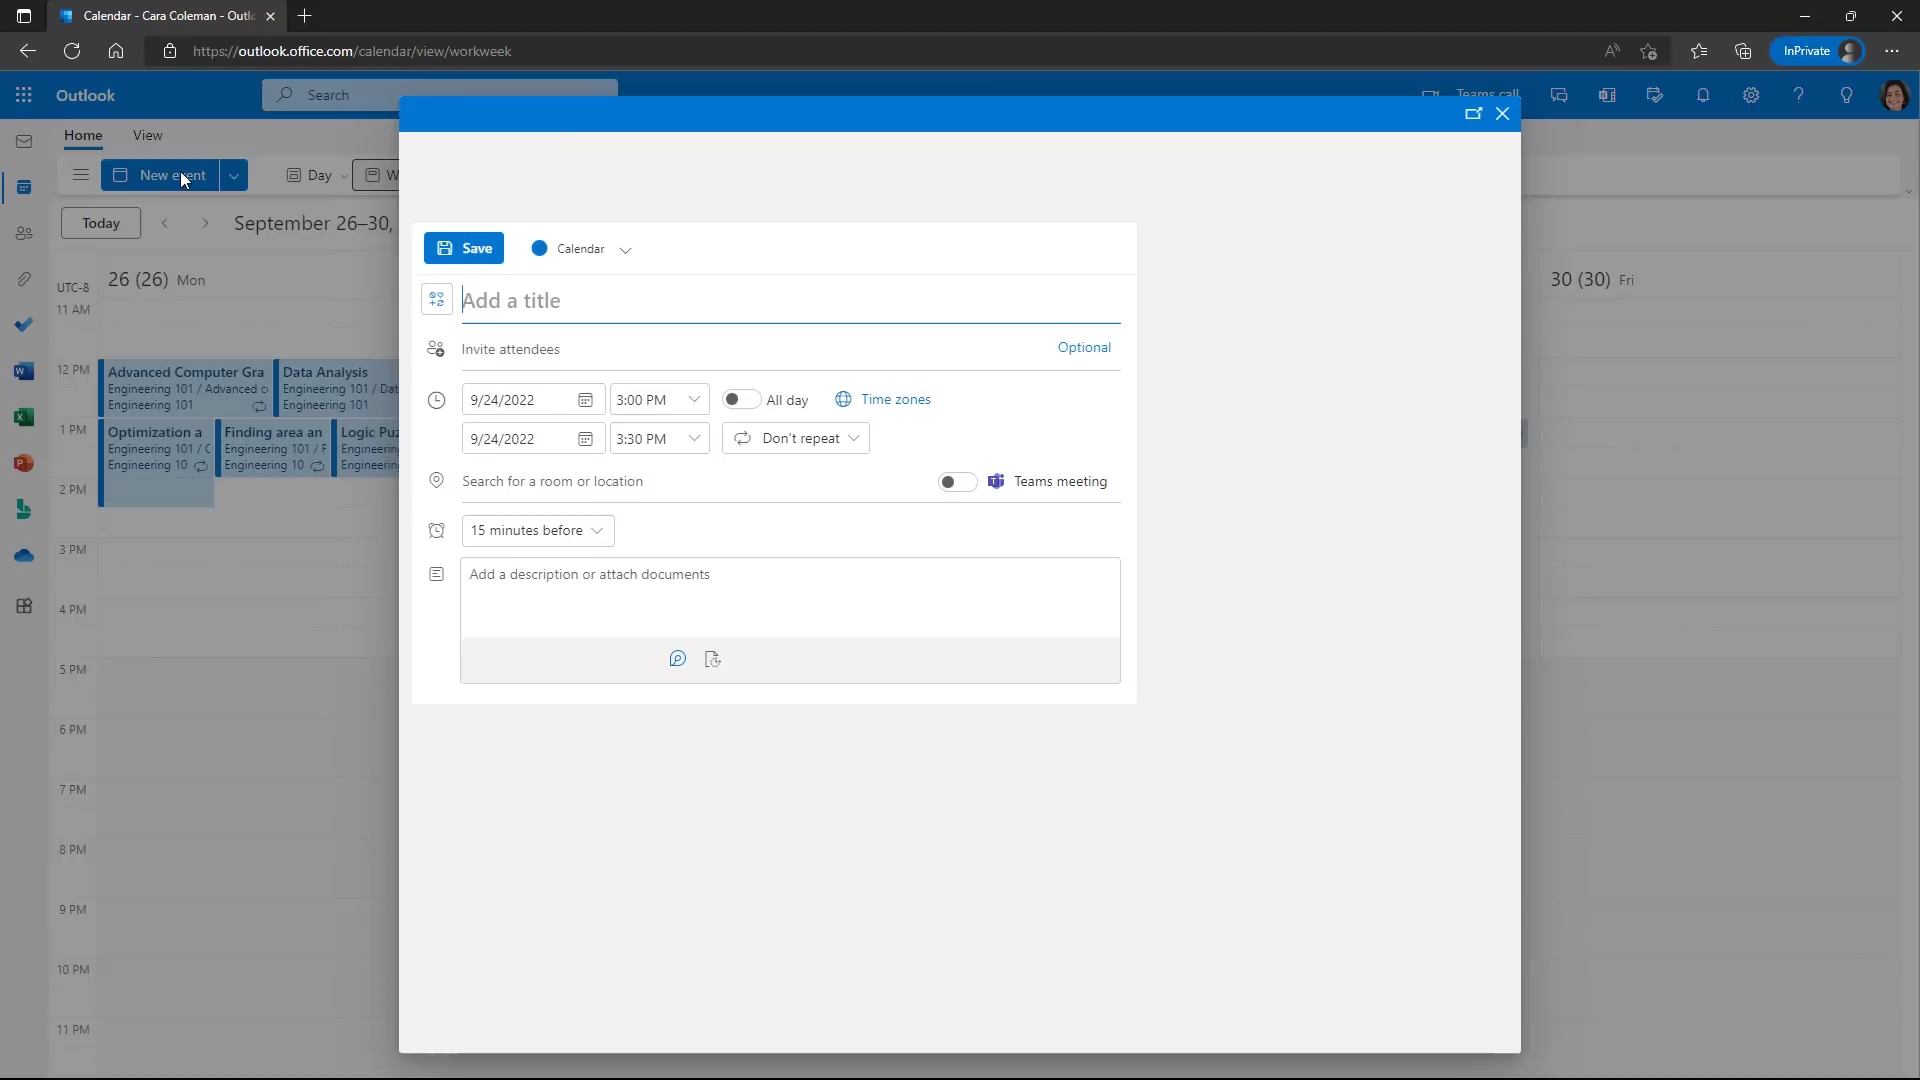 Calendar - Cara Coleman - Outlo
https://outlook.office.com/calendar/view/workweek
InPrivate
Outlook
Search
Teams call
Home View
New event
Day
W
Today
September 26–30,
UTC-8
26 (26) Mon
30 (30) Fri
11 AM
12 PM
1 PM
2 PM
3 PM
4 PM
5 PM
6 PM
7 PM
8 PM
9 PM
10 PM
11 PM
Advanced Computer Gra
Engineering 101 / Advanced c
Engineering 101
Data Analysis
Engineering 101 / Dat
Engineering 101
Optimization a
Engineering 101 / C
Engineering 10
Finding area an
Engineering 101 / F
Engineering 10
Logic Puz
Engineering
Engineering
Save Calendar
Add a title
Invite attendees Optional
9/24/2022 3:00 PM All day Time zones
9/24/2022 3:30 PM Don't repeat
Search for a room or location Teams meeting
15 minutes before
Add a description or attach documents